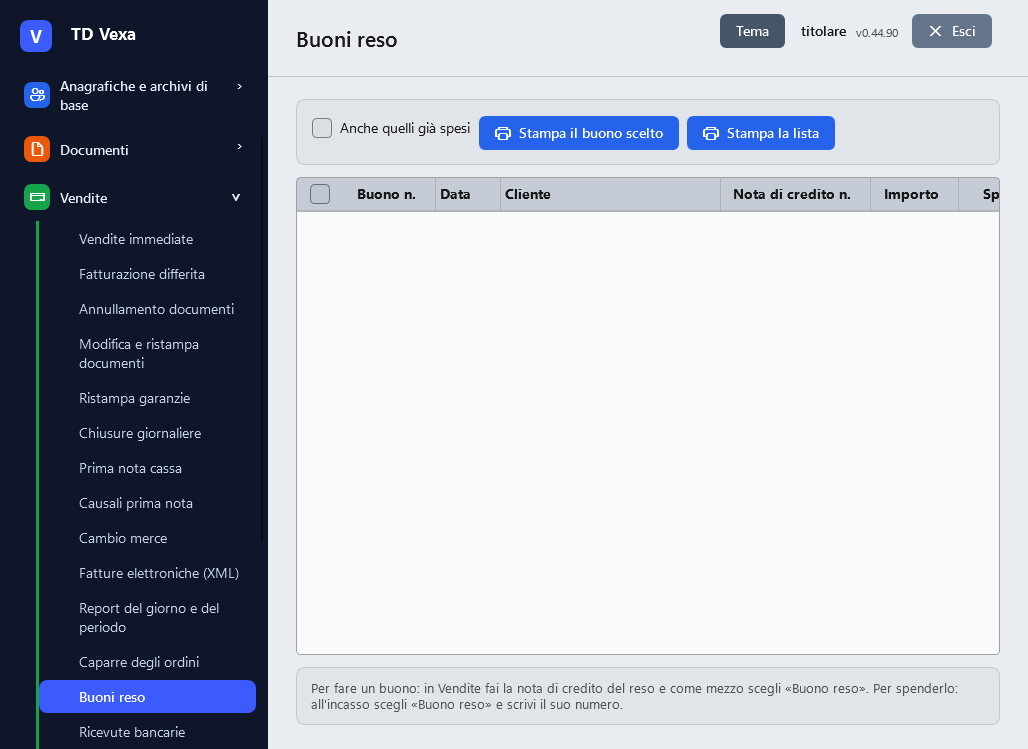 V TD Vexa
Anagrafiche e archivi di
base
Documenti
Vendite
Vendite immediate
Fatturazione differita
Annullamento documenti
Modifica e ristampa
documenti
Ristampa garanzie
Chiusure giornaliere
Prima nota cassa
Causali prima nota
Cambio merce
Fatture elettroniche (XML)
Report del giorno e del
periodo
Caparre degli ordini
Buoni reso
Ricevute bancarie
Buoni reso
Tema titolare v0.44.90 Esci
Anche quelli già spesi Stampa il buono scelto Stampa la lista
Buono n. Data Cliente Nota di credito n. Importo Sp
Per fare un buono: in Vendite fai la nota di credito del reso e come mezzo scegli «Buono reso». Per spenderlo:
all'incasso scegli «Buono reso» e scrivi il suo numero.